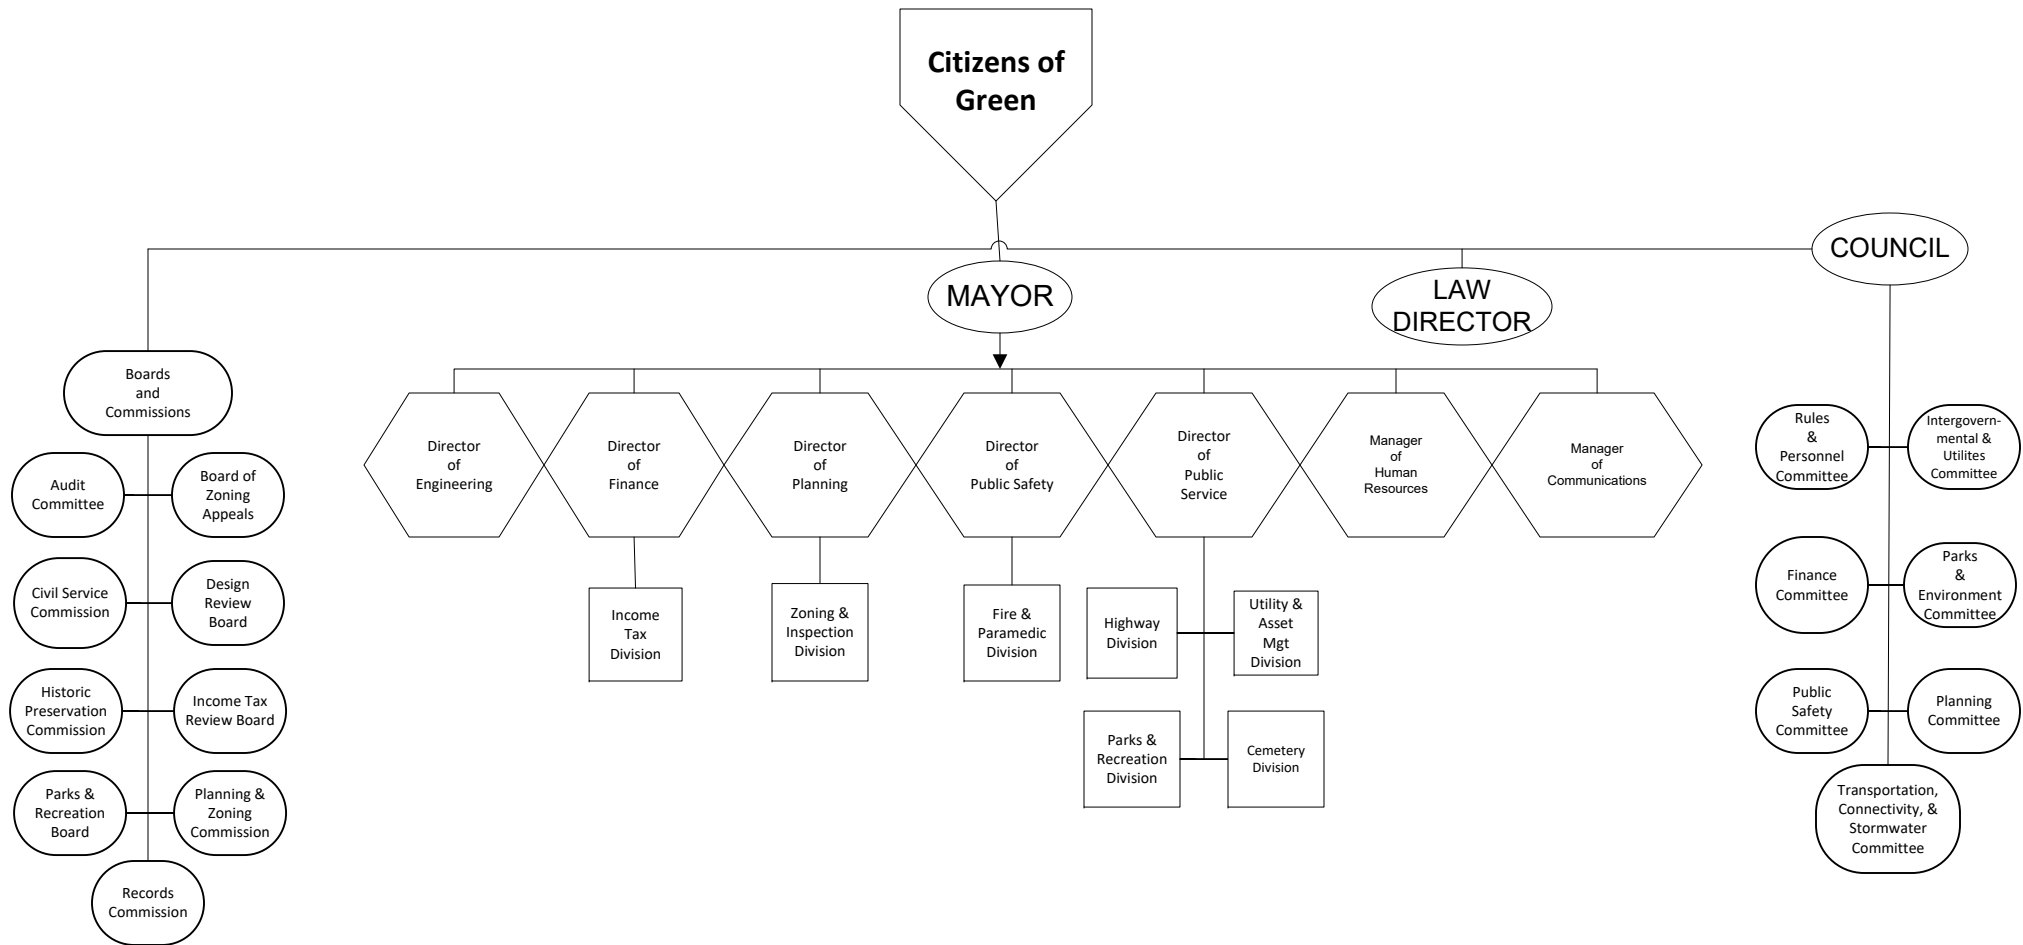 Citizens of
Green
COUNCIL
MAYOR
LAW
DIRECTOR
Boards
and
Commissions
Audit
Committee
Board of
Zoning
Appeals
Civil Service
Commission
Design
Review
Board
Historic
Preservation
Commission
Income Tax
Review Board
Parks &
Recreation
Board
Planning &
Zoning
Commission
Records
Commission
Director
of
Engineering
Director
of
Finance
Director
of
Planning
Director
of
Public Safety
Director
of
Public
Service
Manager
of
Human
Resources
Manager
of
Communications
Income
Tax
Division
Zoning &
Inspection
Division
Fire &
Paramedic
Division
Highway
Division
Utility &
Asset
Mgt
Division
Parks &
Recreation
Division
Cemetery
Division
Rules
&
Personnel
Committee
Intergovern-
mental &
Utilites
Committee
Finance
Committee
Parks
&
Environment
Committee
Public
Safety
Committee
Planning
Committee
Transportation,
Connectivity, &
Stormwater
Committee